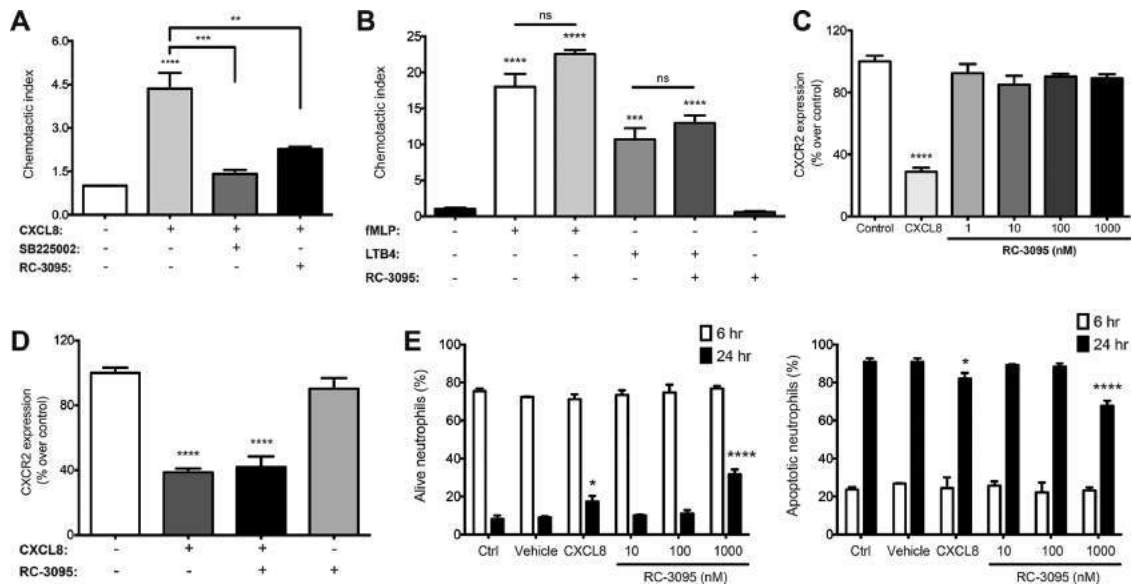 A
6.0
4.5
3.0
1.5
0.0
Chemotactic index
****
***
**
CXCL8: - + + +
SB225002: - - + -
RC-3095: - - - +
B
25
20
15
10
5
0
Chemotactic index
ns
****
****
ns
***
****
fMLP: - + + - - -
LTB4: - - - + + -
RC-3095: - - + - + +
C
120
80
40
0
CXCR2 expression
(% over control)
****
Control CXCL8 1 10 100 1000
RC-3095 (nM)
D
120
80
40
0
CXCR2 expression
(% over control)
****
****
CXCL8: - + + -
RC-3095: - - + +
E
6 hr
24 hr
100
80
60
40
20
0
Alive neutrophils (%)
*
****
Ctrl Vehicle CXCL8 10 100 1000
RC-3095 (nM)
6 hr
24 hr
100
80
60
40
20
0
Apoptotic neutrophils (%)
*
****
Ctrl Vehicle CXCL8 10 100 1000
RC-3095 (nM)